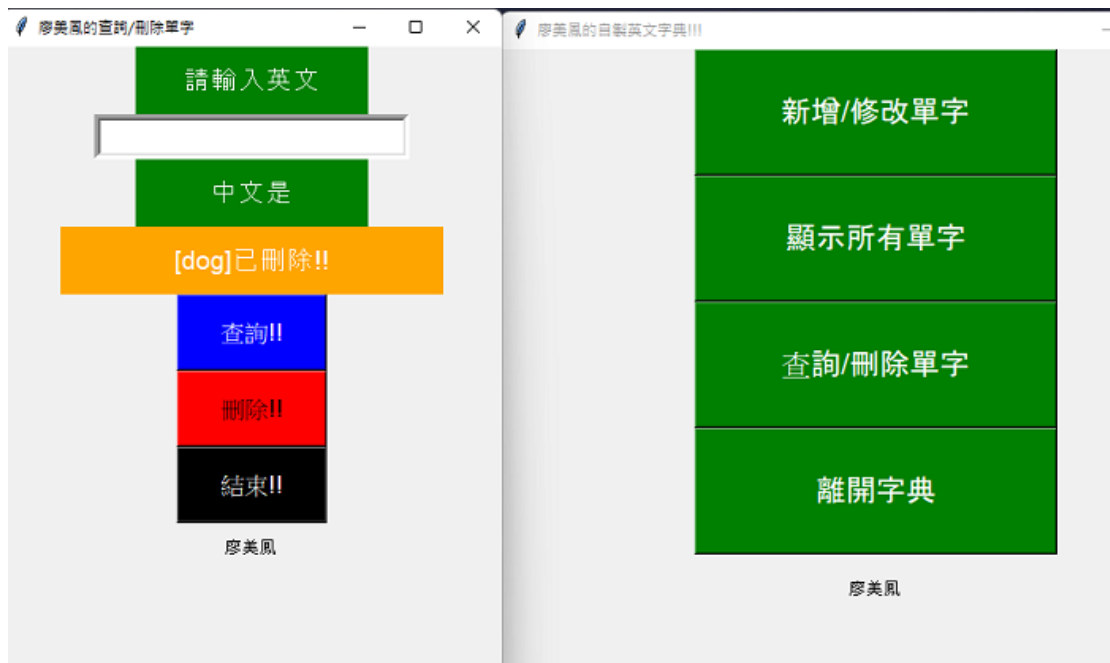 廖美鳳的查詢/刪除單字
請輸入英文
中文是
[dog]已刪除!!
查詢!!
刪除!!
結束!!
廖美鳳
廖美鳳的自製英文字典!!!
新增/修改單字
顯示所有單字
查詢/刪除單字
離開字典
廖美鳳